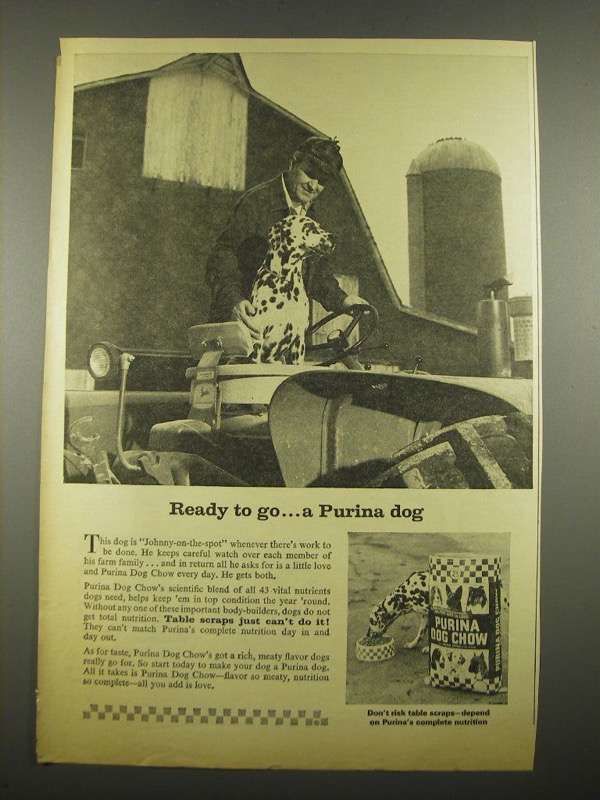 Ready to go...a Purina dog
This dog is "Johnny-on-the-spot" whenever there's work to
be done. He keeps careful watch over each member of
his farm family . . . and in return all he asks for is a little love
and Purina Dog Chow every day. He gets both.
Purina Dog Chow's scientific blend of all 43 vital nutrients
dogs need, helps keep 'em in top condition the year 'round.
Without any one of these important body-builders, dogs do not
get total nutrition. Table scraps just can't do it!
They can't match Purina's complete nutrition day in and
day out.
As for taste, Purina Dog Chow's got a rich, meaty flavor dogs
really go for. So start today to make your dog a Purina dog.
All it takes is Purina Dog Chow—flavor so meaty, nutrition
so complete—all you add is love.
PURINA
DOG CHOW
PURINA DOG CHOW
Don't risk table scraps—depend
on Purina's complete nutrition